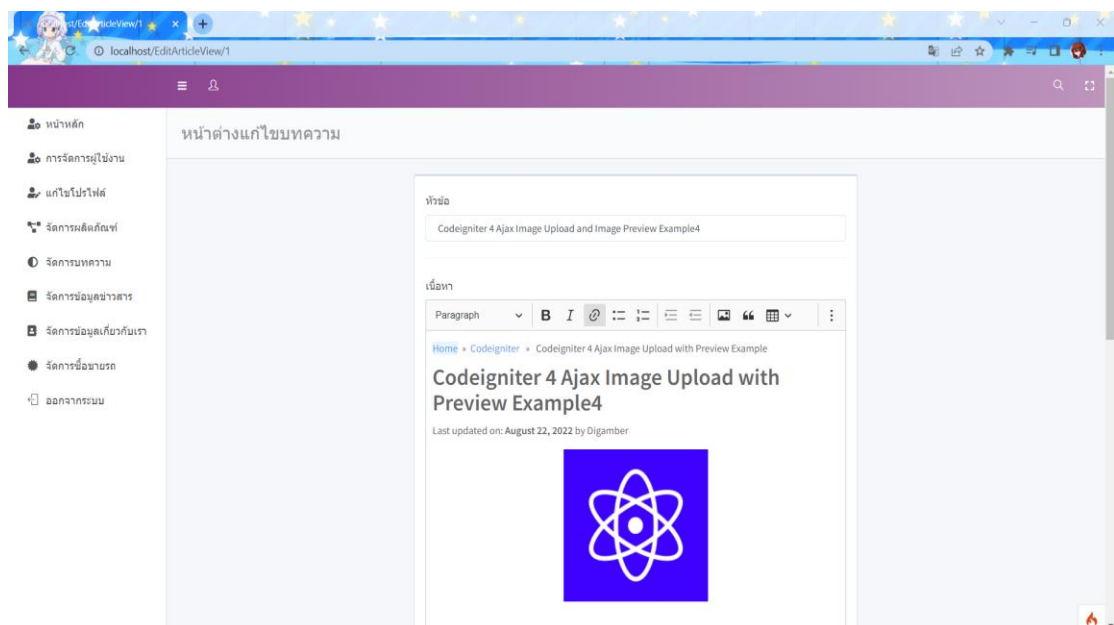 localhost/EditArticleView/1
หน้าหลัก
การจัดการผู้ใช้งาน
แก้ไขโปรไฟล์
จัดการผลิตภัณฑ์
จัดการบทความ
จัดการข้อมูลข่าวสาร
จัดการข้อมูลเกี่ยวกับเรา
จัดการซื้อขายรถ
ออกจากระบบ
หน้าต่างแก้ไขบทความ
หัวข้อ
Codeigniter 4 Ajax Image Upload and Image Preview Example4
เนื้อหา
Paragraph B I
Home » Codeigniter » Codeigniter 4 Ajax Image Upload with Preview Example
Codeigniter 4 Ajax Image Upload with
Preview Example4
Last updated on: August 22, 2022 by Digamber